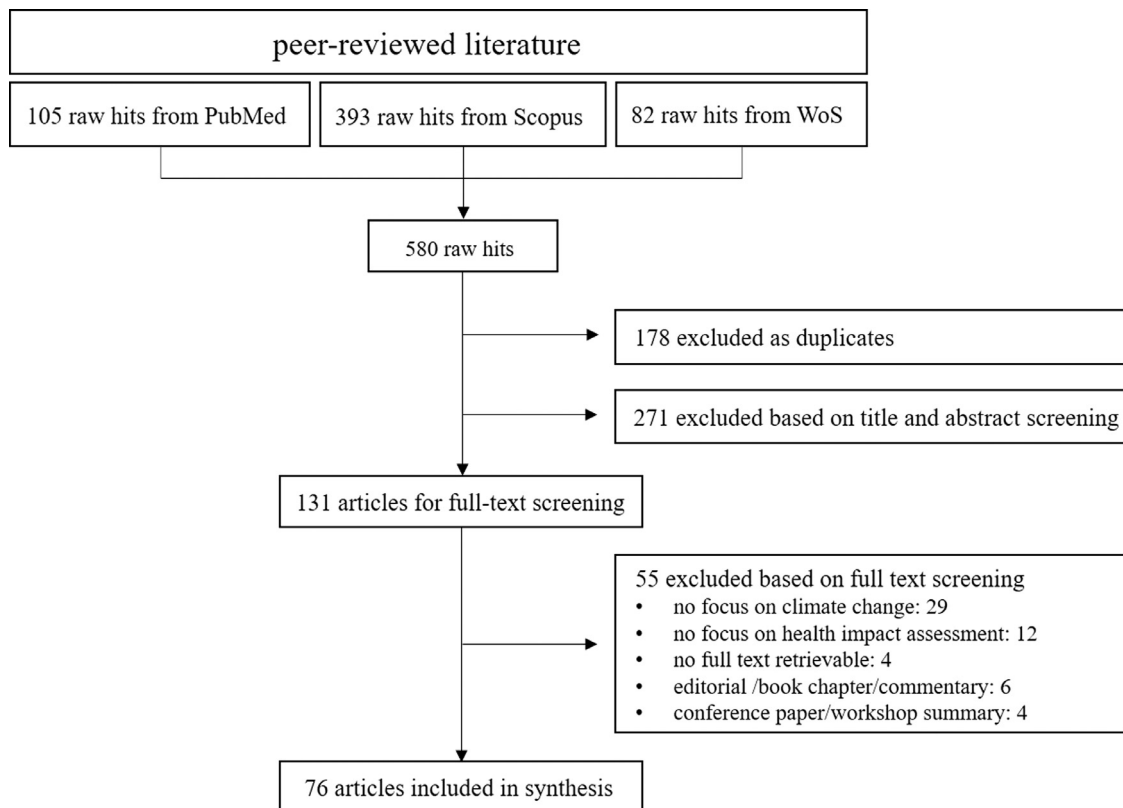 peer-reviewed literature
105 raw hits from PubMed
393 raw hits from Scopus
82 raw hits from WoS
580 raw hits
178 excluded as duplicates
271 excluded based on title and abstract screening
131 articles for full-text screening
55 excluded based on full text screening
• no focus on climate change: 29
• no focus on health impact assessment: 12
• no full text retrievable: 4
• editorial /book chapter/commentary: 6
• conference paper/workshop summary: 4
76 articles included in synthesis